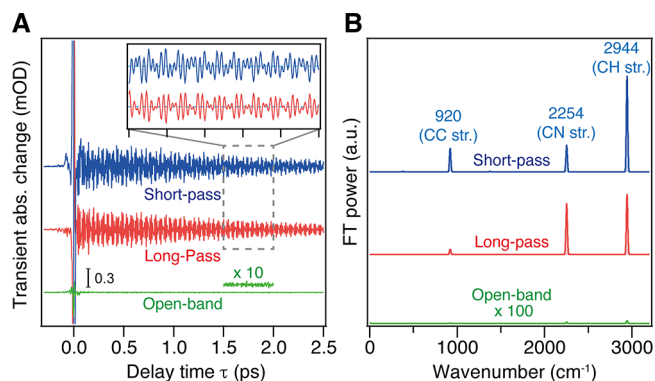 A
Transient abs. change (mOD)
Short-pass
Long-Pass
0.3
x 10
Open-band
0.0
0.5
1.0
1.5
2.0
2.5
Delay time τ (ps)
B
FT power (a.u.)
2944
(CH str.)
2254
(CN str.)
920
(CC str.)
Short-pass
Long-pass
Open-band
x 100
0
1000
2000
3000
Wavenumber (cm⁻¹)